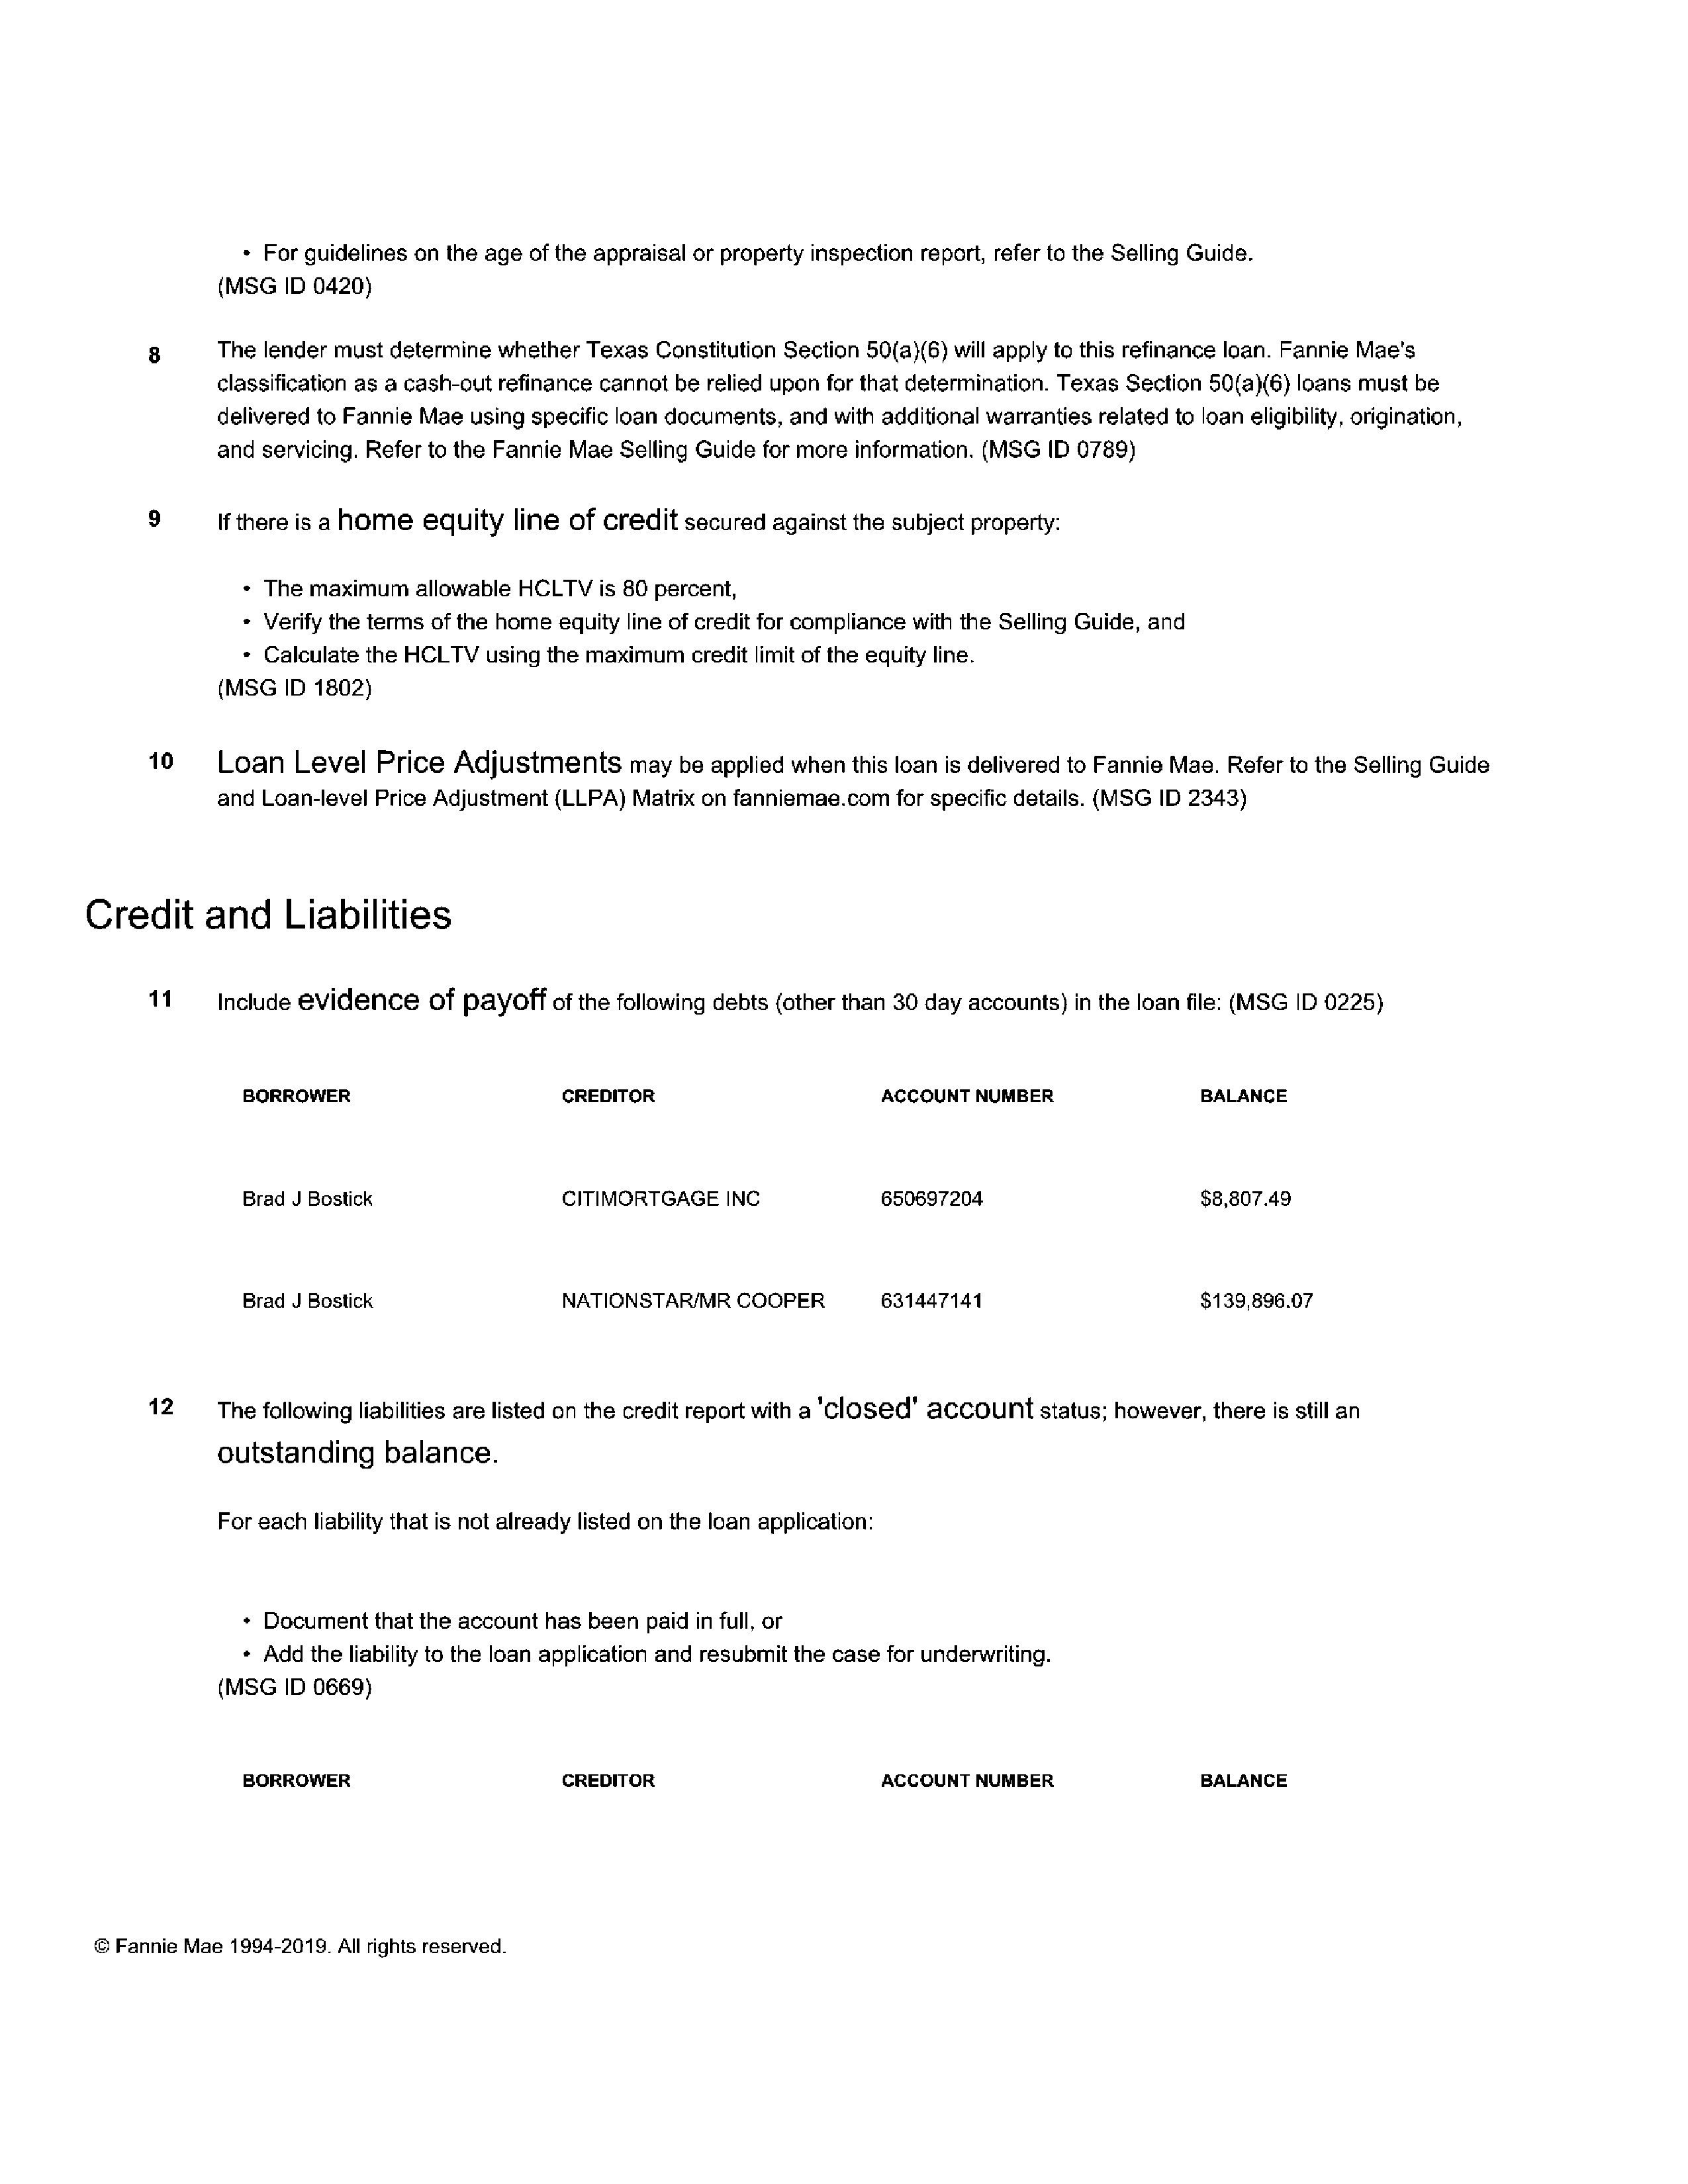 • For guidelines on the age of the appraisal or property inspection report, refer to the Selling Guide.
(MSG ID 0420)
8 The lender must determine whether Texas Constitution Section 50(a)(6) will apply to this refinance loan. Fannie Mae's
classification as a cash-out refinance cannot be relied upon for that determination. Texas Section 50(a)(6) loans must be
delivered to Fannie Mae using specific loan documents, and with additional warranties related to loan eligibility, origination,
and servicing. Refer to the Fannie Mae Selling Guide for more information. (MSG ID 0789)
9 If there is a home equity line of credit secured against the subject property:
• The maximum allowable HCLTV is 80 percent,
• Verify the terms of the home equity line of credit for compliance with the Selling Guide, and
• Calculate the HCLTV using the maximum credit limit of the equity line.
(MSG ID 1802)
10 Loan Level Price Adjustments may be applied when this loan is delivered to Fannie Mae. Refer to the Selling Guide
and Loan-level Price Adjustment (LLPA) Matrix on fanniemae.com for specific details. (MSG ID 2343)
Credit and Liabilities
11 Include evidence of payoff of the following debts (other than 30 day accounts) in the loan file: (MSG ID 0225)
BORROWER CREDITOR ACCOUNT NUMBER BALANCE
Brad J Bostick CITIMORTGAGE INC 650697204 $8,807.49
Brad J Bostick NATIONSTAR/MR COOPER 631447141 $139,896.07
12 The following liabilities are listed on the credit report with a 'closed' account status; however, there is still an
outstanding balance.
For each liability that is not already listed on the loan application:
• Document that the account has been paid in full, or
• Add the liability to the loan application and resubmit the case for underwriting.
(MSG ID 0669)
BORROWER CREDITOR ACCOUNT NUMBER BALANCE
© Fannie Mae 1994-2019. All rights reserved.